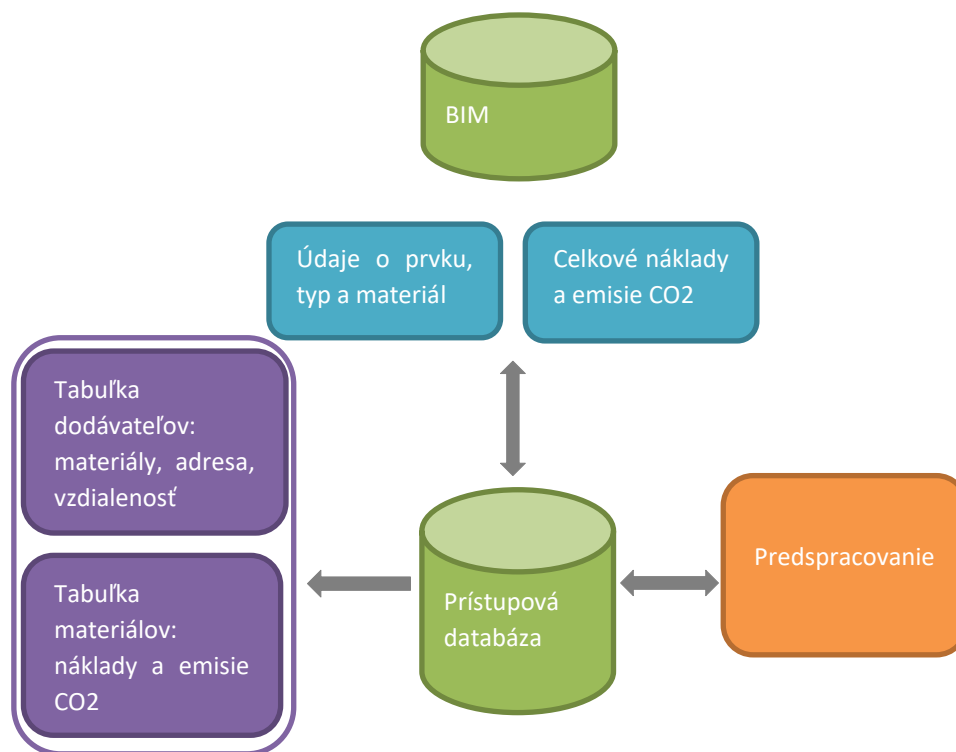 BIM
Údaje o prvku,
typ a materiál
Celkové náklady
a emisie CO2
Tabuľka
dodávateľov:
materiály, adresa,
vzdialenosť
Tabuľka
materiálov:
náklady a emisie
CO2
Prístupová
databáza
Predspracovanie